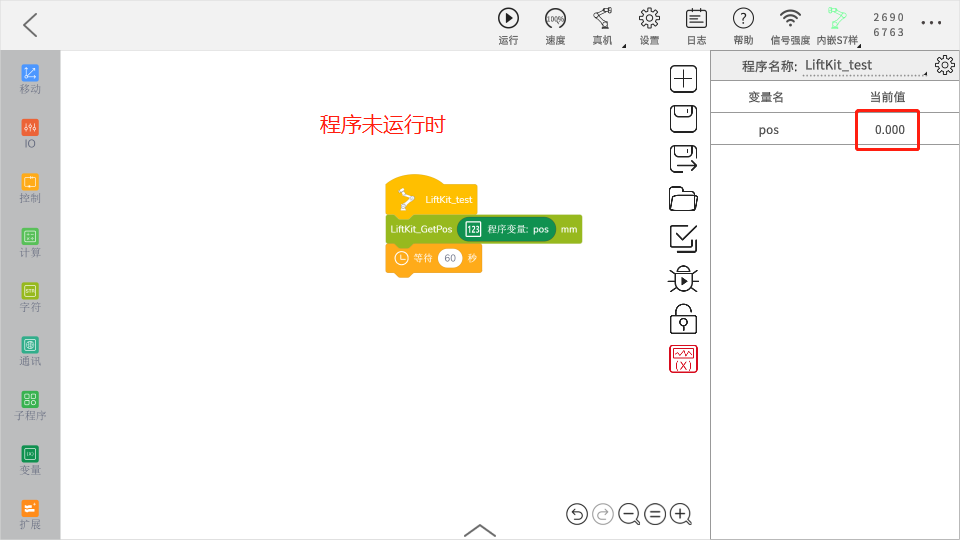 运行
速度
100%
真机
设置
日志
帮助
信号强度
内嵌S7样
2690
6763
移动
IO
控制
计算
字符
通讯
子程序
变量
扩展
程序未运行时
LiftKit_test
LiftKit_GetPos 123 程序变量: pos mm
等待 60 秒
(X)
程序名称: LiftKit_test
变量名 当前值
pos 0.000